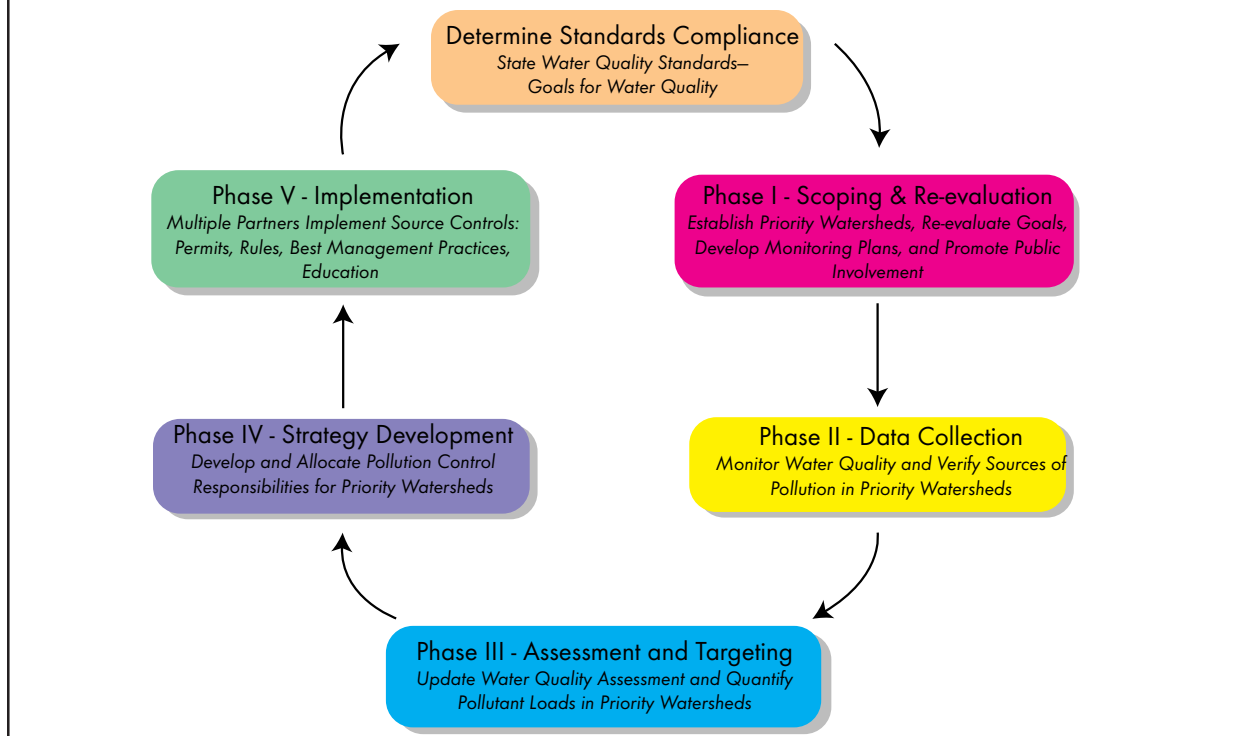 Determine Standards Compliance
State Water Quality Standards—
Goals for Water Quality
Phase I - Scoping & Re-evaluation
Establish Priority Watersheds, Re-evaluate Goals,
Develop Monitoring Plans, and Promote Public
Involvement
Phase II - Data Collection
Monitor Water Quality and Verify Sources of
Pollution in Priority Watersheds
Phase III - Assessment and Targeting
Update Water Quality Assessment and Quantify
Pollutant Loads in Priority Watersheds
Phase IV - Strategy Development
Develop and Allocate Pollution Control
Responsibilities for Priority Watersheds
Phase V - Implementation
Multiple Partners Implement Source Controls:
Permits, Rules, Best Management Practices,
Education